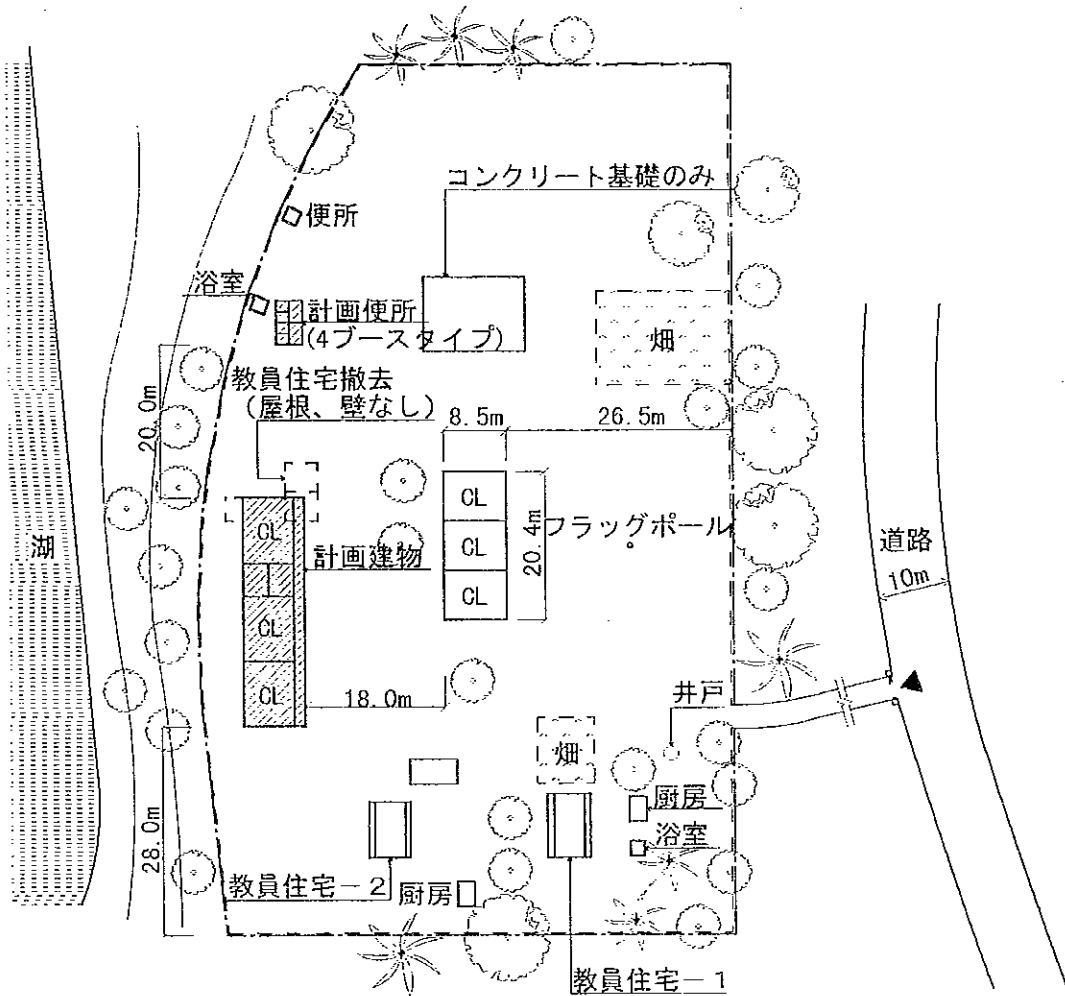 コンクリート基礎のみ
便所
浴室
計画便所
(4ブースタイプ)
畑
教員住宅撤去
(屋根、壁なし)
20.0m
8.5m
26.5m
CL
CL
CL
20.4m
フラッグポール
湖
CL
CL
CL
計画建物
道路
10m
18.0m
井戸
畑
28.0m
厨房
浴室
教員住宅-2
厨房
教員住宅-1